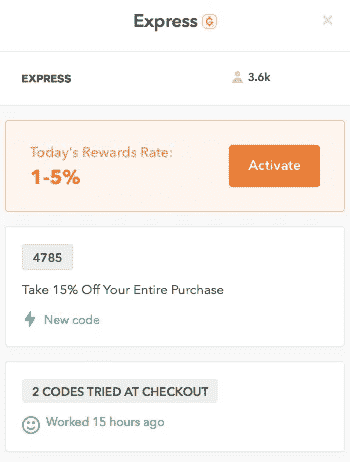 Express
EXPRESS 3.6k
Today's Rewards Rate:
1-5%
Activate
4785
Take 15% Off Your Entire Purchase
New code
2 CODES TRIED AT CHECKOUT
Worked 15 hours ago